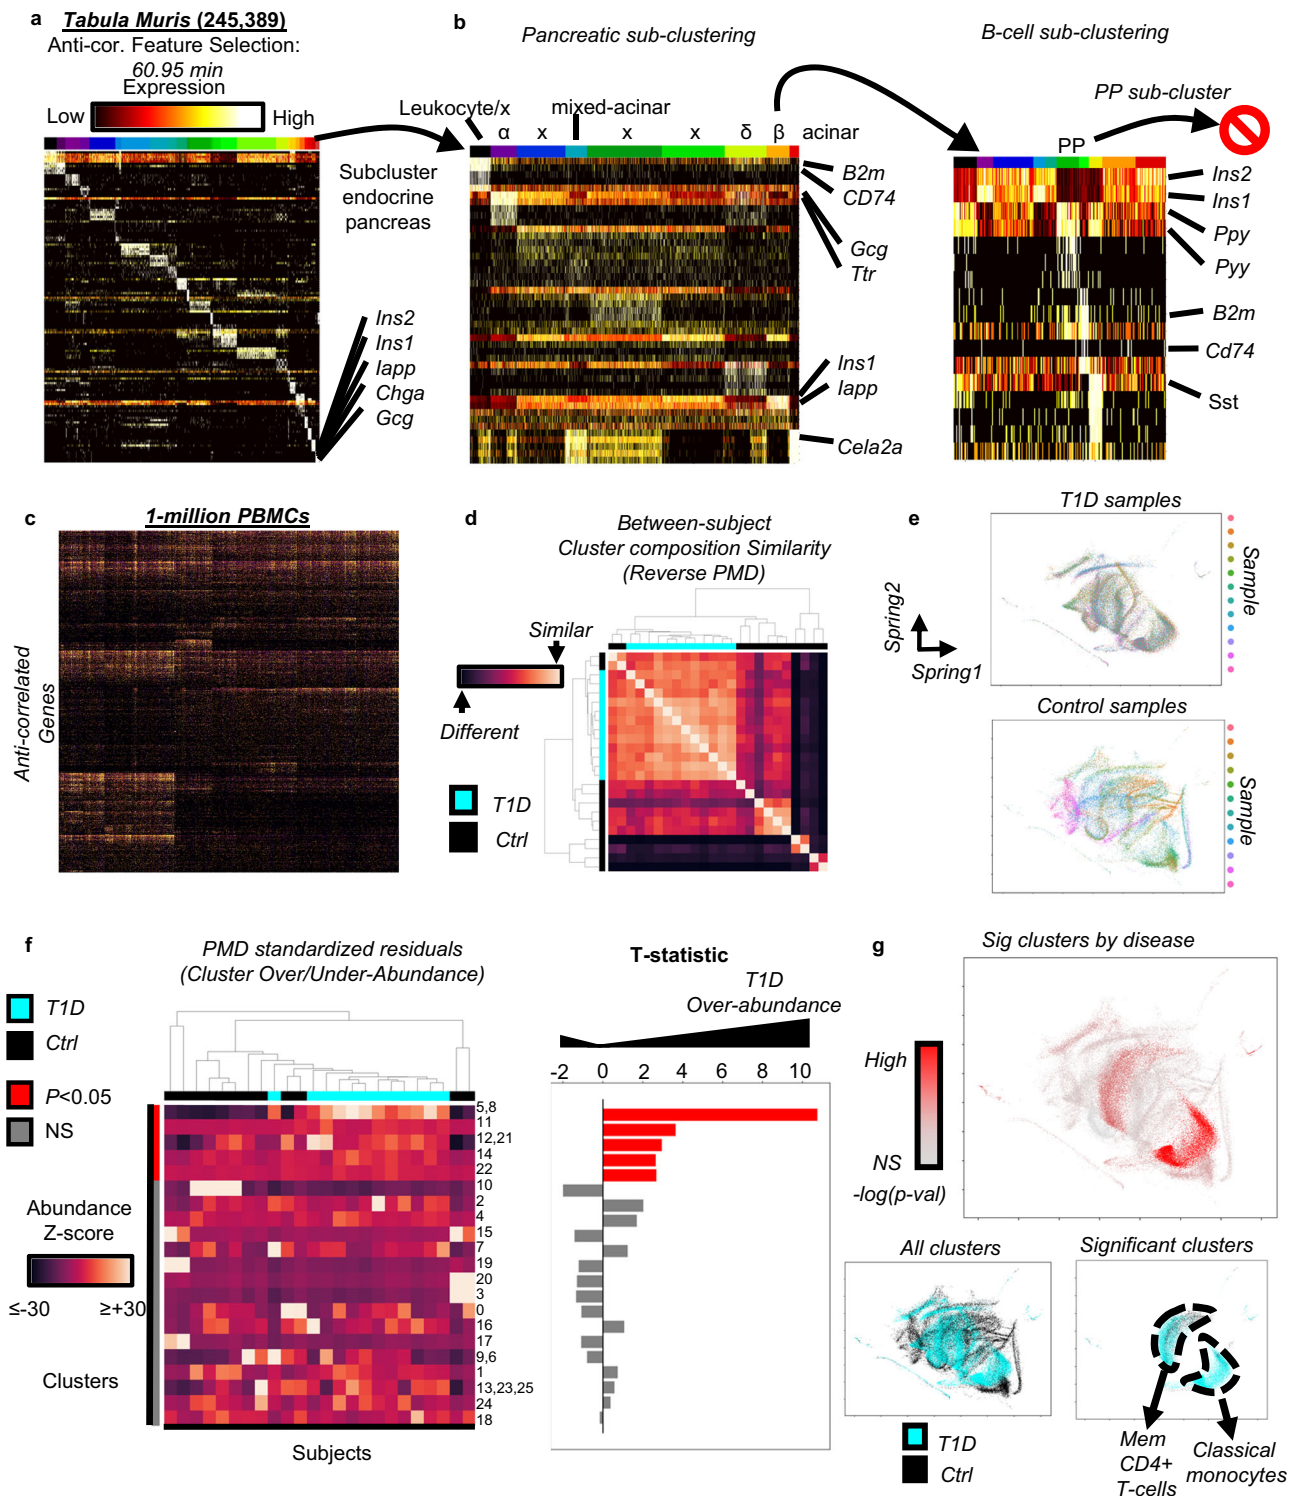 a
Tabula Muris (245,389)
Anti-cor. Feature Selection:
60.95 min
Expression
Low
High
Subcluster
endocrine
pancreas
Ins2
Ins1
Iapp
Chga
Gcg
b
Pancreatic sub-clustering
Β-cell sub-clustering
Leukocyte/x
mixed-acinar
α
x
x
x
δ
β
acinar
B2m
CD74
Gcg
Ttr
Ins1
Iapp
Cela2a
PP sub-cluster
PP
Ins2
Ins1
Ppy
Pyy
B2m
Cd74
Sst
c
1-million PBMCs
Anti-correlated
Genes
d
Between-subject
Cluster composition Similarity
(Reverse PMD)
Similar
Different
T1D
Ctrl
e
T1D samples
Sample
Spring2
Spring1
Control samples
Sample
f
PMD standardized residuals
(Cluster Over/Under-Abundance)
T1D
Ctrl
P<0.05
NS
Abundance
Z-score
≤-30
≥+30
Clusters
Subjects
5,8
11
12,21
14
22
10
2
4
15
7
19
20
3
0
16
17
9,6
1
13,23,25
24
18
T-statistic
T1D
Over-abundance
-2
0
2
4
6
8
10
g
Sig clusters by disease
High
NS
-log(p-val)
All clusters
T1D
Ctrl
Significant clusters
Mem
CD4+
T-cells
Classical
monocytes